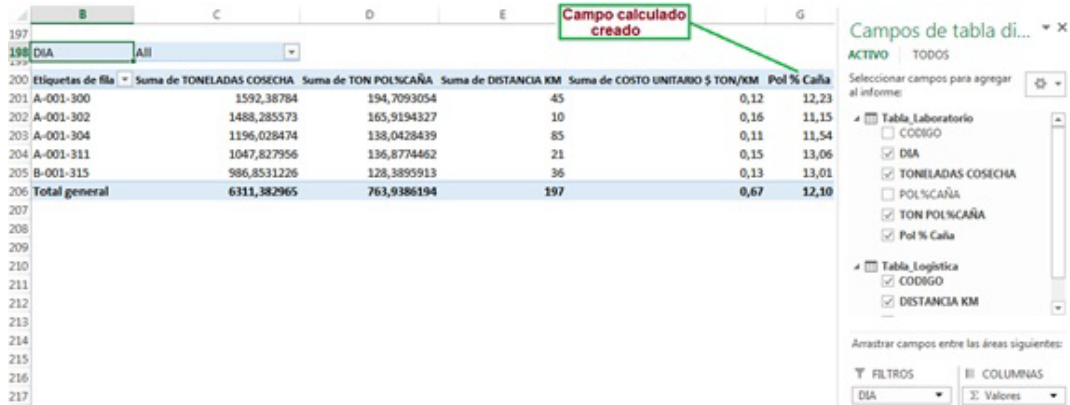 B C D E G
Campo calculado
creado
197
198 DIA All
200 Etiquetas de fila Suma de TONELADAS COSECHA Suma de TON POL%CAÑA Suma de DISTANCIA KM Suma de COSTO UNITARIO $ TON/KM Pol % Caña
201 A-001-300 1592,38784 194,7093054 45 0,12 12,23
202 A-001-302 1488,285573 165,9194327 10 0,16 11,15
203 A-001-304 1196,028474 138,0428439 85 0,11 11,54
204 A-001-311 1047,827956 136,8774462 21 0,15 13,06
205 B-001-315 986,8531226 128,3895913 36 0,13 13,01
206 Total general 6311,382965 763,9386194 197 0,67 12,10
207
208
209
210
211
212
213
214
215
216
217
Campos de tabla di...
ACTIVO TODOS
Seleccionar campos para agregar
al informe:
Tabla_Laboratorio
CODIGO
DIA
TONELADAS COSECHA
POL%CAÑA
TON POL%CAÑA
Pol % Caña
Tabla_Logistica
CODIGO
DISTANCIA KM
Arrastrar campos entre las áreas siguientes:
FILTROS COLUMNAS
DIA Σ Valores